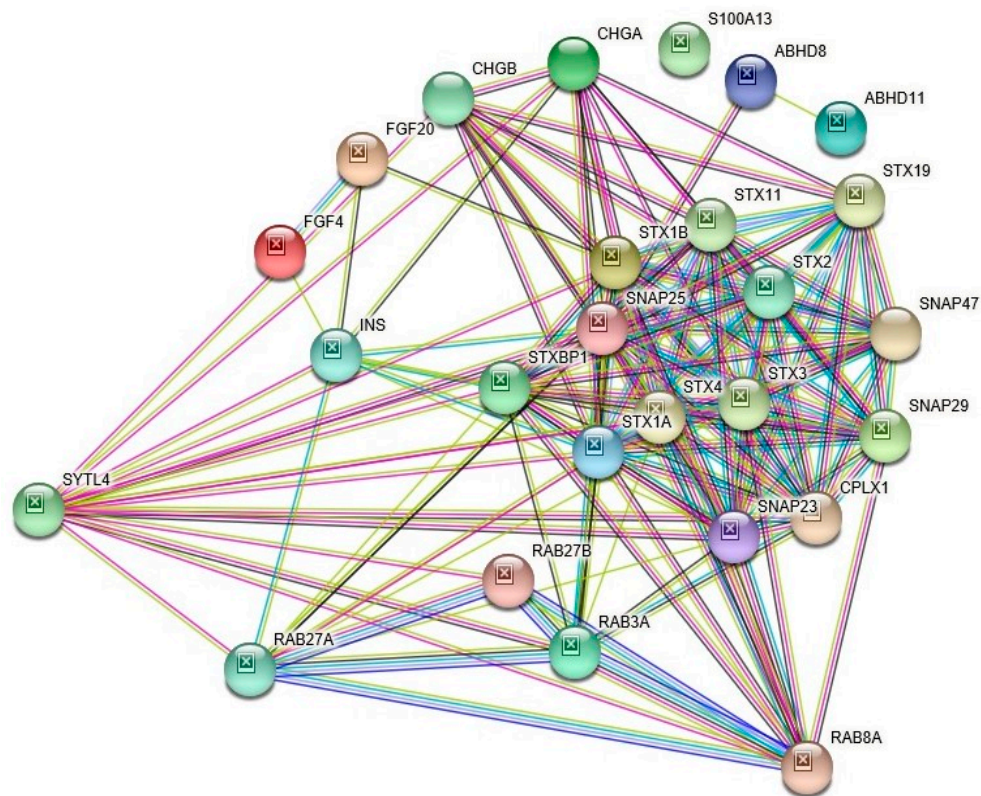 S100A13
CHGA
ABHD8
CHGB
ABHD11
FGF20
STX19
STX11
FGF4
STX1B
STX2
SNAP25
SNAP47
INS
STXBP1
STX3
STX4
SNAP29
STX1A
SYTL4
CPLX1
SNAP23
RAB27B
RAB3A
RAB27A
RAB8A